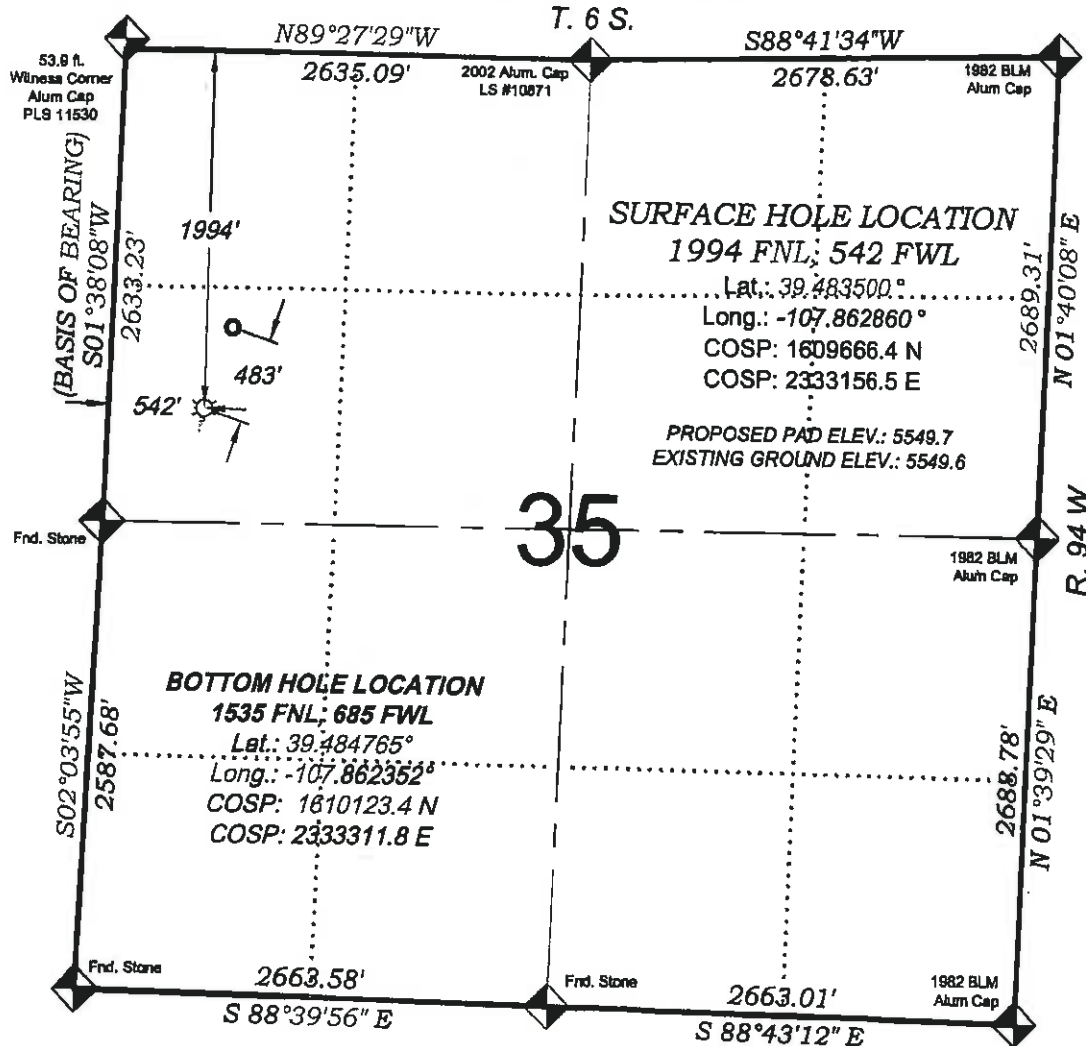 T. 6 S.
N89°27'29"W
S88°41'34"W
53.9 ft.
Witness Corner
Alum Cap
PLS 11530
2635.09'
2002 Alum. Cap
LS #10871
2678.63'
1982 BLM
Alum Cap
(BASIS OF BEARING)
S01°38'08"W
2633.23'
1994'
SURFACE HOLE LOCATION
1994 FNL, 542 FWL
Lat.: 39.483500°
Long.: -107.862860°
COSP: 1609666.4 N
COSP: 2333156.5 E
2689.31'
N 01°40'08" E
483'
542'
PROPOSED PAD ELEV.: 5549.7
EXISTING GROUND ELEV.: 5549.6
35
Fnd. Stone
1982 BLM
Alum Cap
R. 94 W
BOTTOM HOLE LOCATION
1535 FNL, 685 FWL
Lat.: 39.484765°
Long.: -107.862352°
COSP: 1610123.4 N
COSP: 2333311.8 E
S02°03'55"W
2587.68'
2688.78'
N 01°39'29" E
Fnd. Stone
2663.58'
S 88°39'56" E
Fnd. Stone
2663.01'
S 88°43'12" E
1982 BLM
Alum Cap